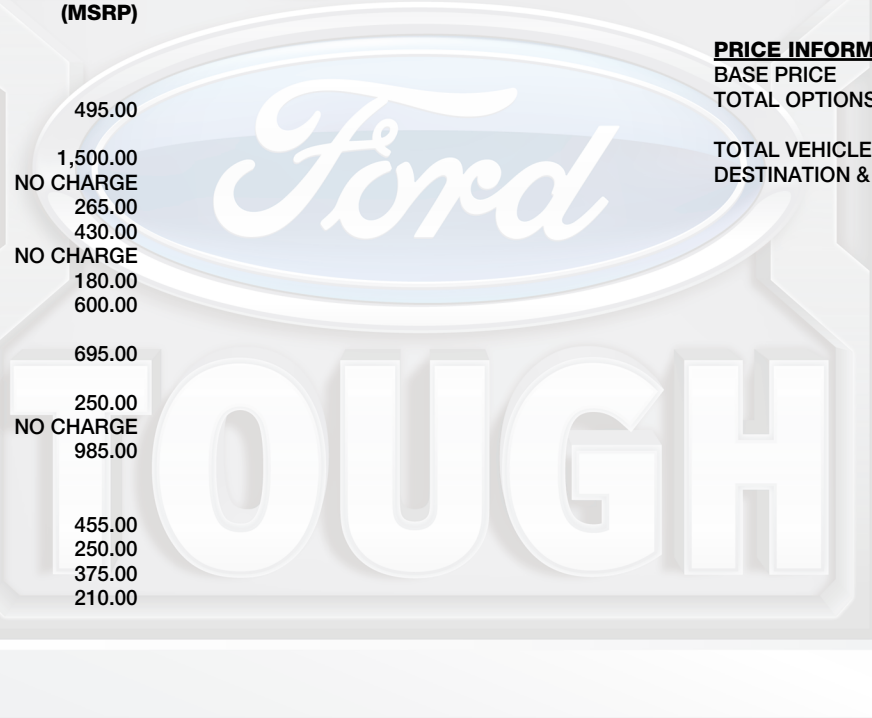 (MSRP)
495.00
1,500.00
NO CHARGE
265.00
430.00
NO CHARGE
180.00
600.00
695.00
250.00
NO CHARGE
985.00
455.00
250.00
375.00
210.00
PRICE INFORM
BASE PRICE
TOTAL OPTIONS
TOTAL VEHICLE
DESTINATION &
Ford
TOUGH